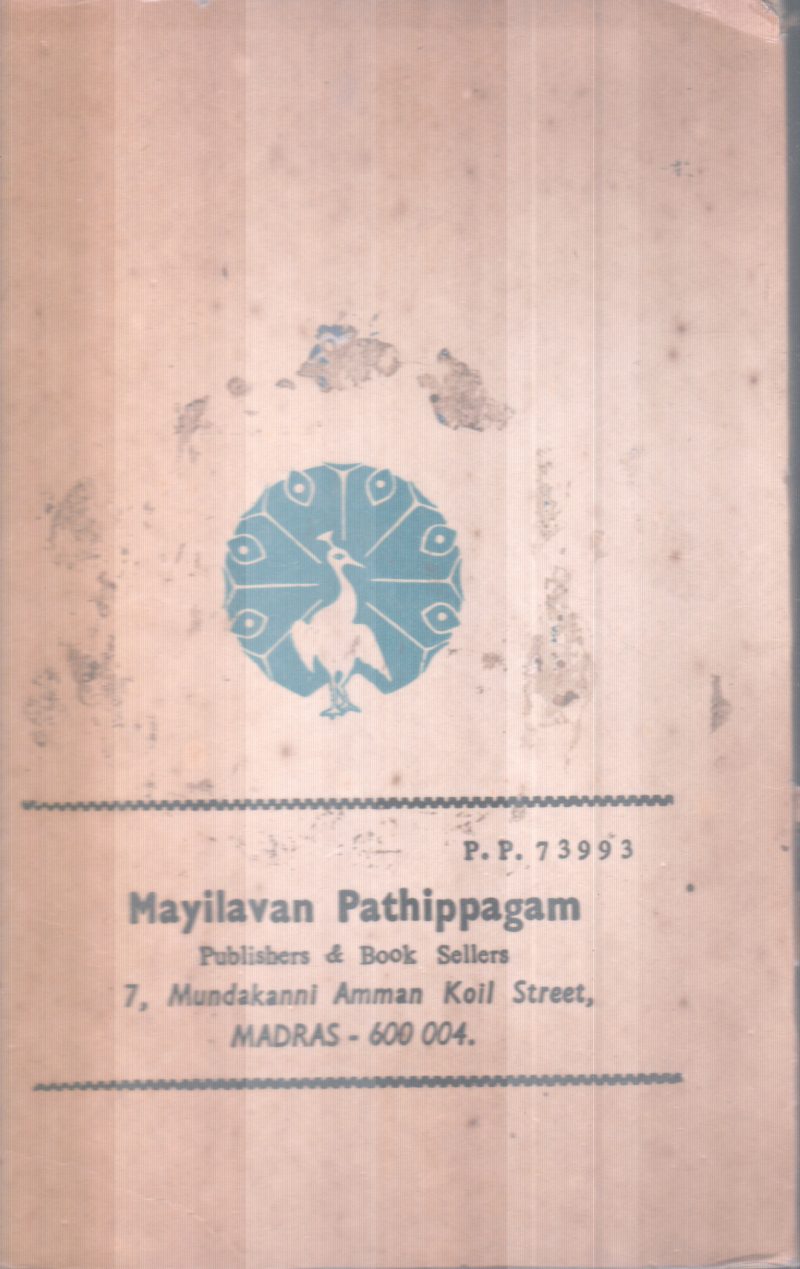 P. P. 73993
Mayilavan Pathippagam
Publishers & Book Sellers
7, Mundakanni Amman Koil Street,
MADRAS - 600 004.